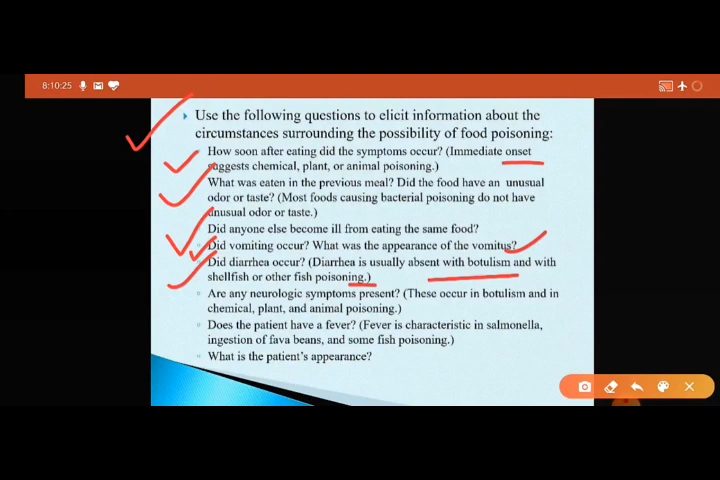 8:10:25
Use the following questions to elicit information about the
circumstances surrounding the possibility of food poisoning:
How soon after eating did the symptoms occur? (Immediate onset
suggests chemical, plant, or animal poisoning.)
What was eaten in the previous meal? Did the food have an unusual
odor or taste? (Most foods causing bacterial poisoning do not have
unusual odor or taste.)
Did anyone else become ill from eating the same food?
Did vomiting occur? What was the appearance of the vomitus?
Did diarrhea occur? (Diarrhea is usually absent with botulism and with
shellfish or other fish poisoning.)
Are any neurologic symptoms present? (These occur in botulism and in
chemical, plant, and animal poisoning.)
Does the patient have a fever? (Fever is characteristic in salmonella,
ingestion of fava beans, and some fish poisoning.)
What is the patient's appearance?